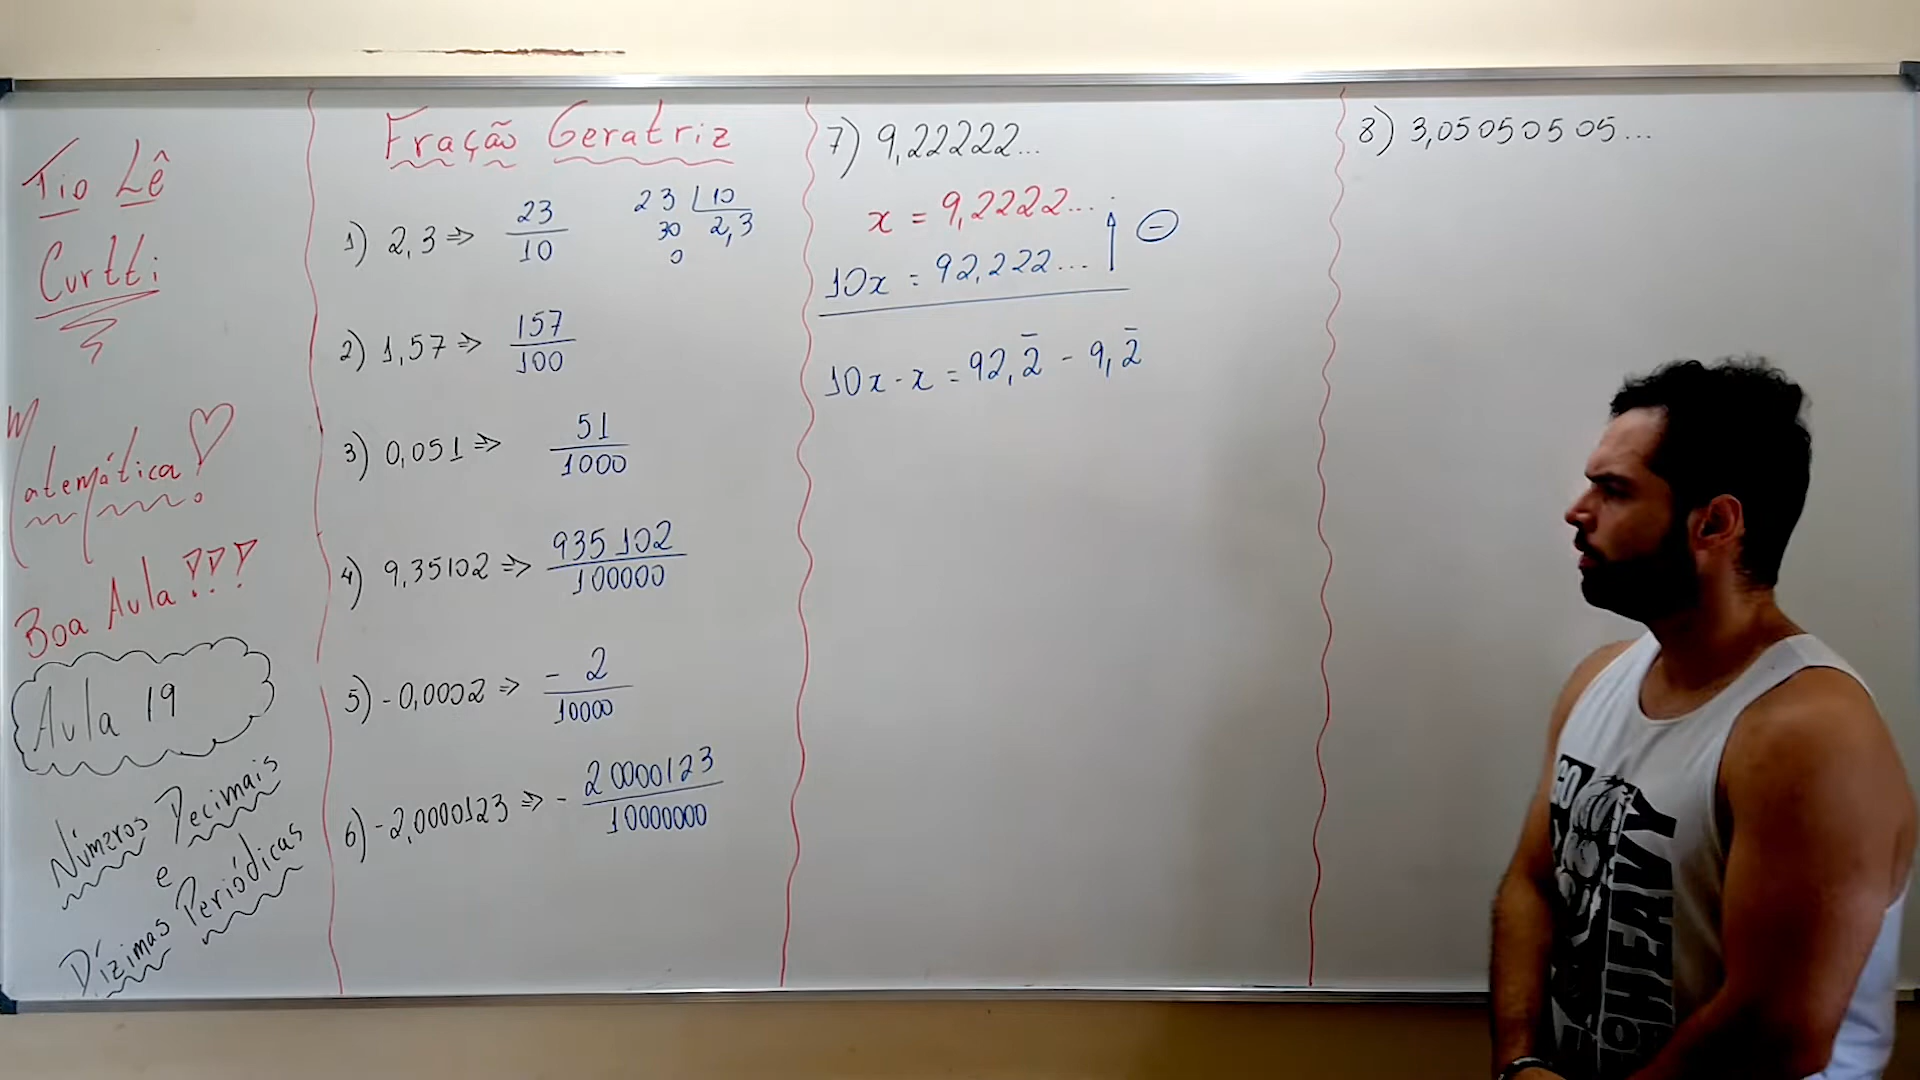 Tio Lê
Curtti
Matemática
Boa Aula !!!
Aula 19
Números Decimais
e
Dízimas Periódicas
Fração Geratriz
1) 2,3 ⇒ 23/10
23 | 10
30 2,3
0
2) 1,57 ⇒ 157/100
3) 0,051 ⇒ 51/1000
4) 9,35102 ⇒ 935102/100000
5) -0,0002 ⇒ -2/10000
6) -2,0000123 ⇒ - 20000123/10000000
7) 9,22222...
x = 9,2222...
10x = 92,222... ↑ ⊖
10x - x = 92,2̅ - 9,2̅
8) 3,05050505...
GO
HEAVY